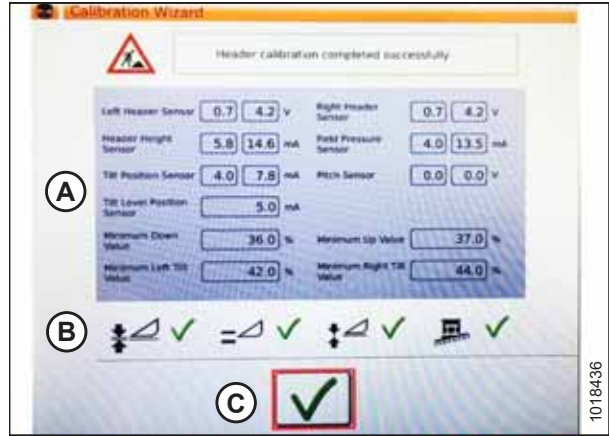 Calibration Wizard
Header calibration completed successfully
Left Header Sensor 0.7 4.2 v Right Header Sensor 0.7 4.2 v
Header Height Sensor 5.8 14.6 mA Field Pressure Sensor 4.0 13.5 mA
Tilt Position Sensor 4.0 7.8 mA Pitch Sensor 0.0 0.0 v
A
Tilt Level Position Sensor 5.0 mA
Minimum Down Value 36.0 % Minimum Up Value 37.0 %
Minimum Left Tilt Value 42.0 % Minimum Right Tilt Value 44.0 %
B
C
1018436